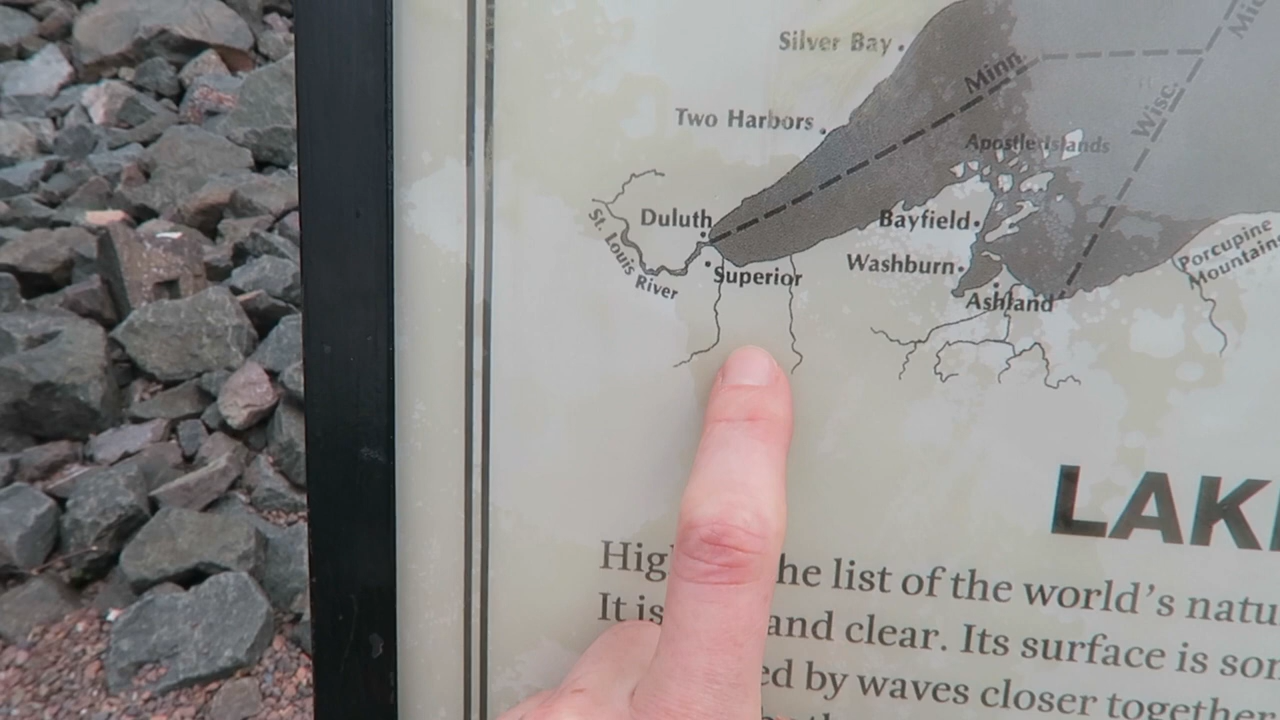 Silver Bay
Mic
Minn.
Two Harbors
Wisc.
Apostle Islands
Duluth
Bayfield
St. Louis River
Porcupine
Mountains
Superior
Washburn
Ashland
LAK
Hig he list of the world's natu
It is and clear. Its surface is so
ed by waves closer together